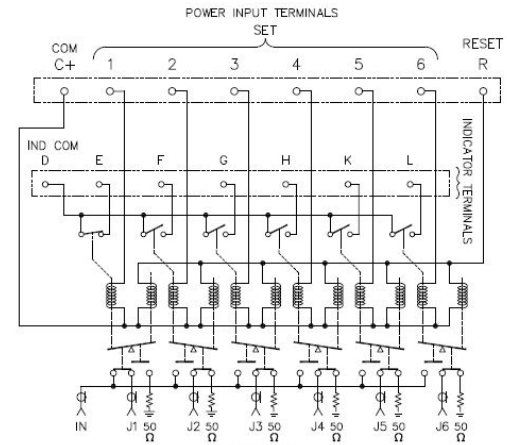 POWER INPUT TERMINALS
SET
COM
C+ 1 2 3 4 5 6 RESET
R
IND COM
D E F G H K L
INDICATOR TERMINALS
IN J1 50 Ω J2 50 Ω J3 50 Ω J4 50 Ω J5 50 Ω J6 50 Ω